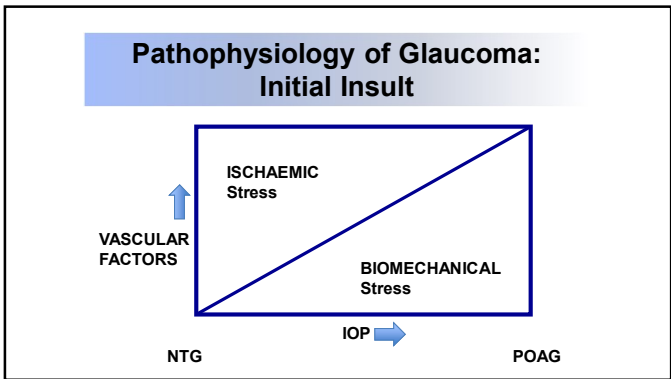 Pathophysiology of Glaucoma:
Initial Insult
ISCHAEMIC
Stress
VASCULAR
FACTORS
BIOMECHANICAL
Stress
IOP
NTG
POAG